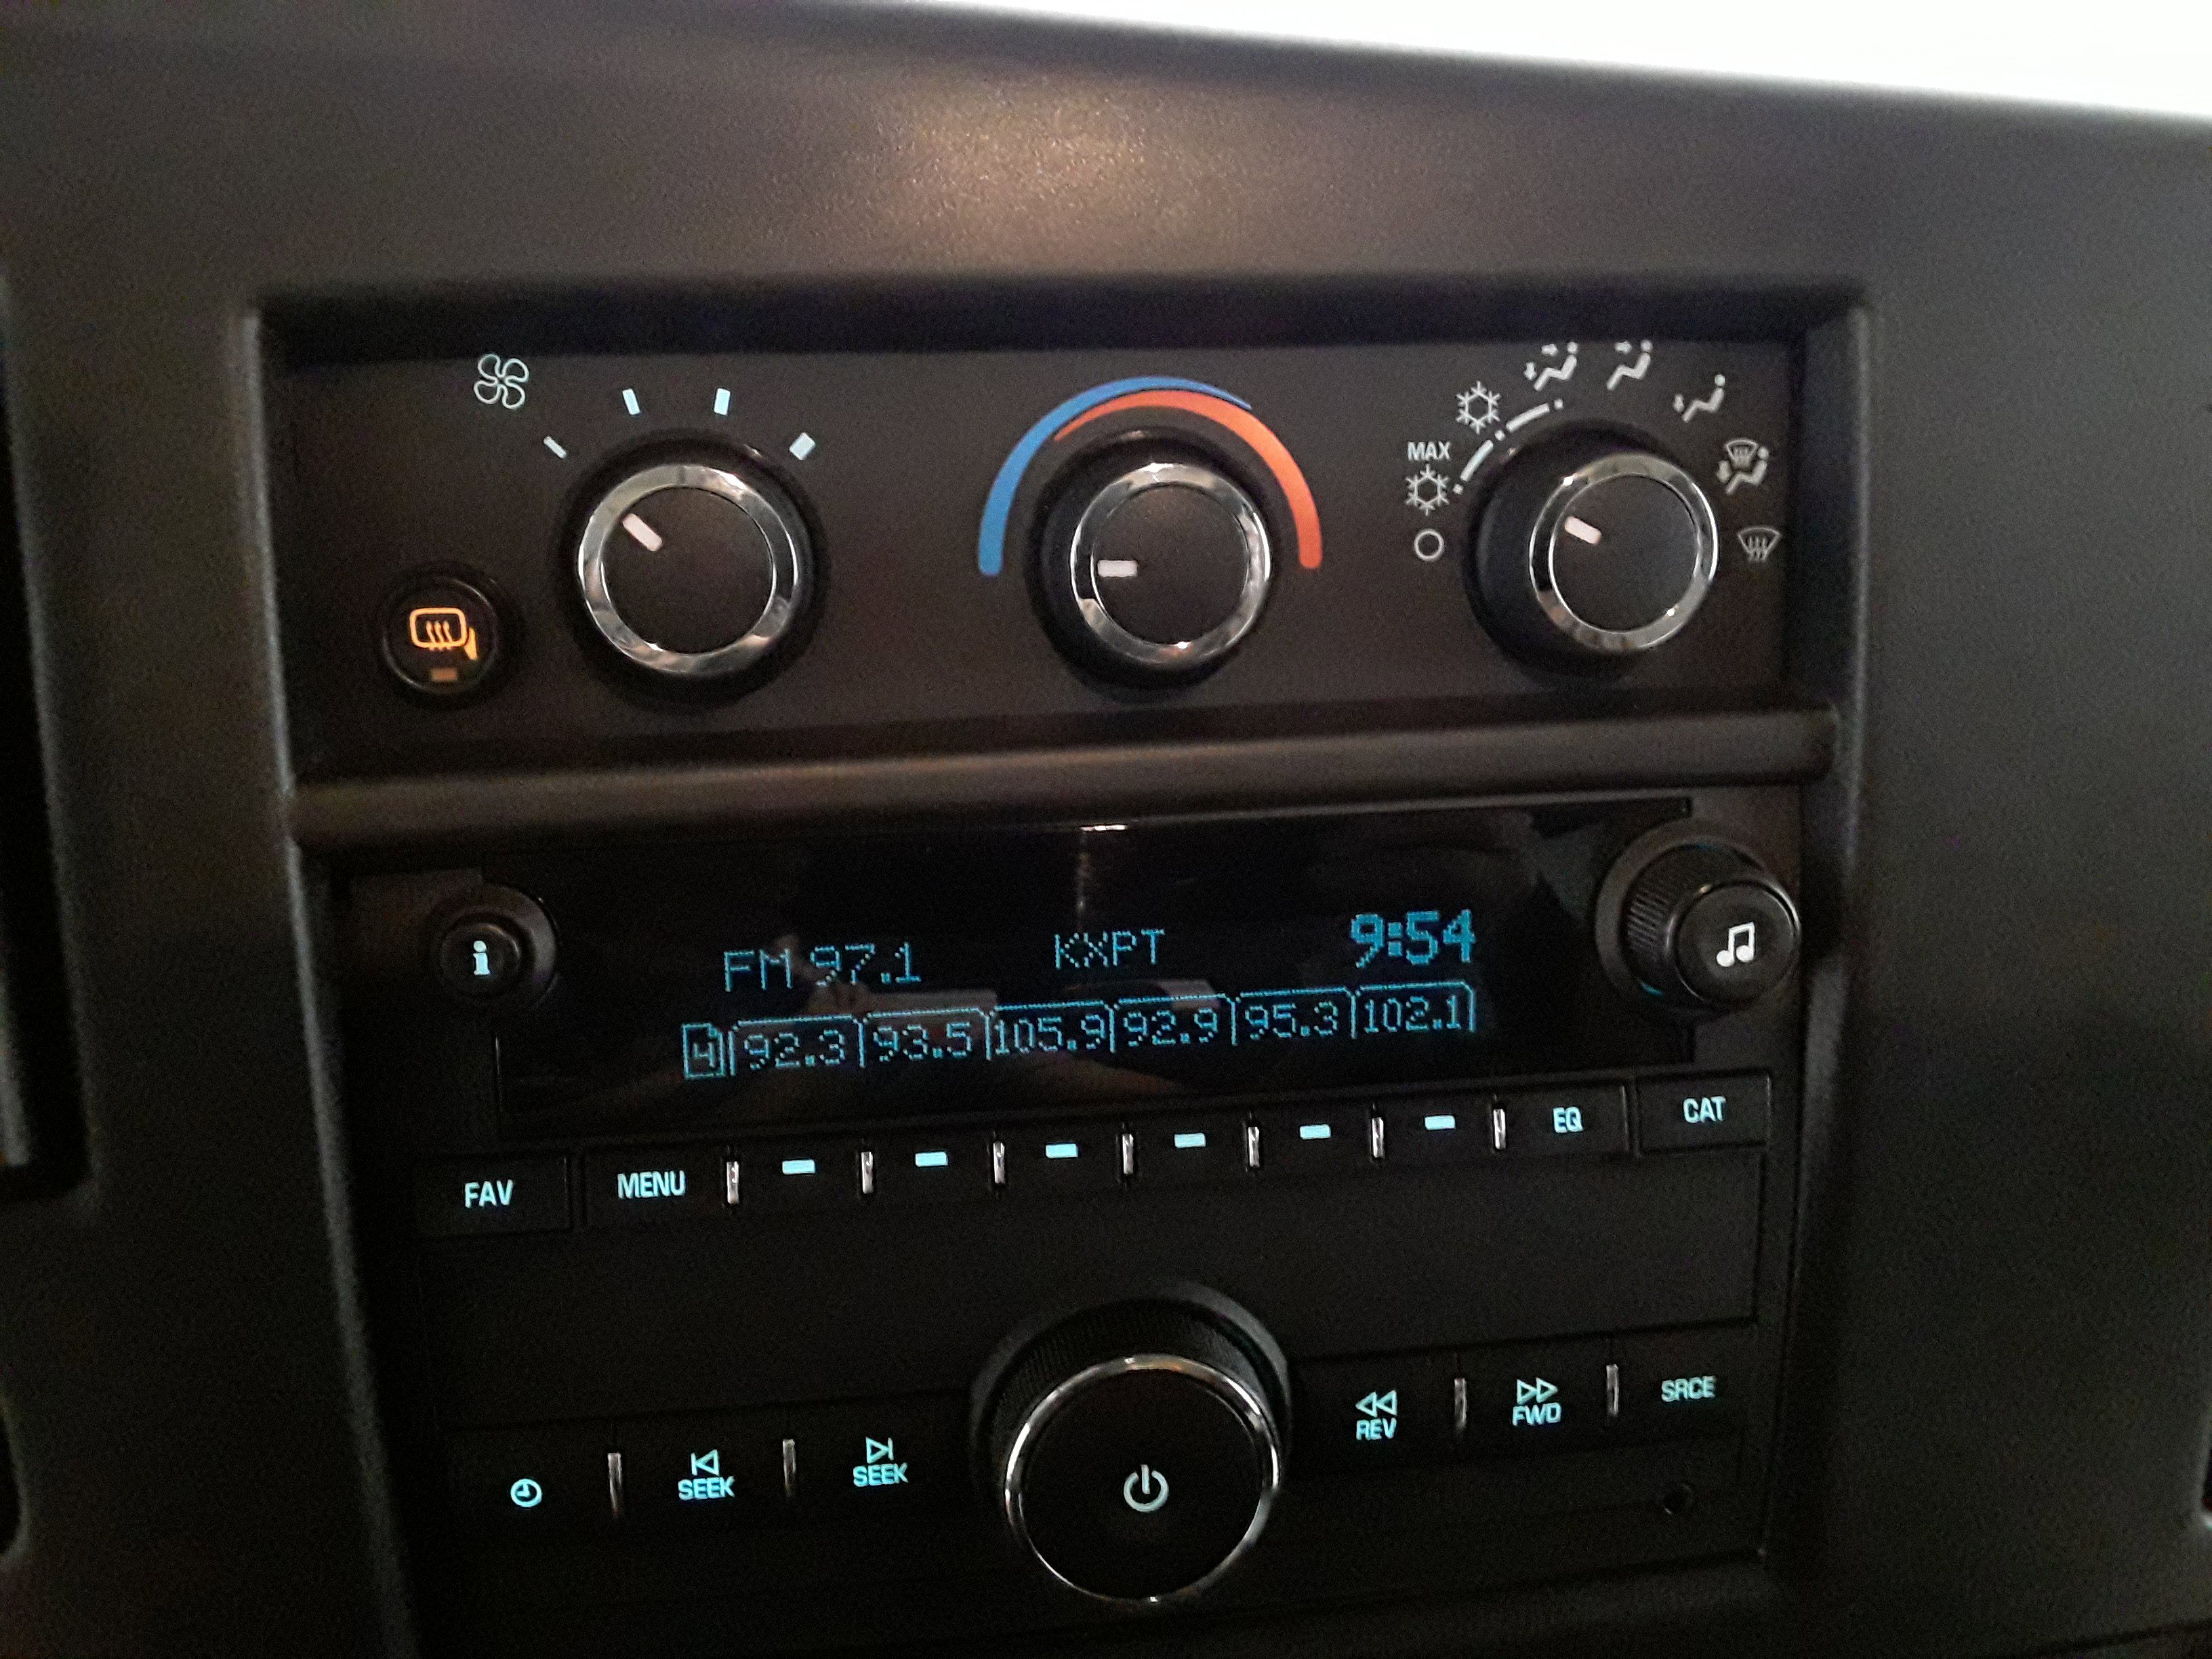 MAX
i
FM 97.1 KXPT 9:54
4 92.3 93.5 105.9 92.9 95.3 102.1
FAV MENU EQ CAT
SEEK SEEK REV FWD SRCE